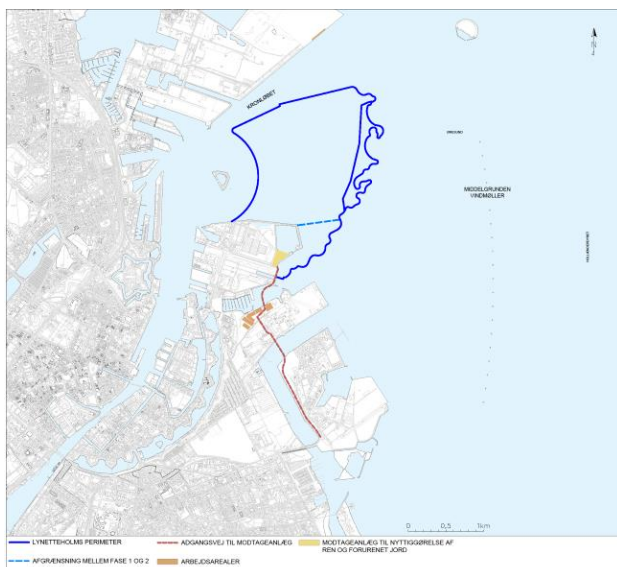 KRONLØBET
MIDDELGRUNDEN
VINDMØLLER
0 0,5 1km
LYNETTEHOLMS PERIMETER
ADGANGSVEJ TIL MODTAGEANLÆG
MODTAGEANLÆG TIL NYTTIGGØRELSE AF
REN OG FORURENET JORD
AFGRÆNSNING MELLEM FASE 1 OG 2
ARBEJDSAREALER